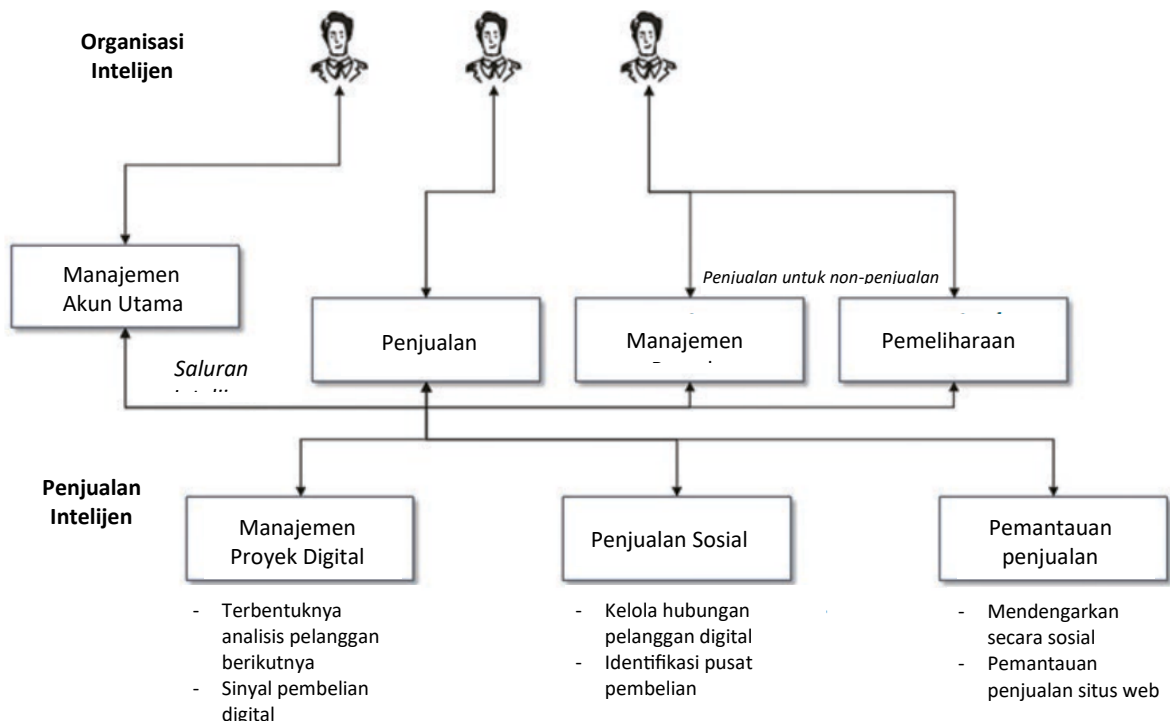 Organisasi
Intelijen
Manajemen
Akun Utama
Penjualan untuk non-penjualan
Penjualan
Manajemen
Pemeliharaan
Saluran
Penjualan
Intelijen
Manajemen
Proyek Digital
Penjualan Sosial
Pemantauan
penjualan
- Terbentuknya
analisis pelanggan
berikutnya
- Sinyal pembelian
digital
- Kelola hubungan
pelanggan digital
- Identifikasi pusat
pembelian
- Mendengarkan
secara sosial
- Pemantauan
penjualan situs web